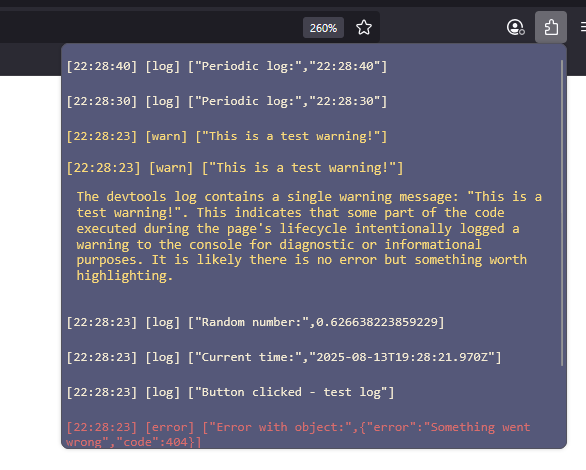 260%
[22:28:40] [log] ["Periodic log:","22:28:40"]
[22:28:30] [log] ["Periodic log:","22:28:30"]
[22:28:23] [warn] ["This is a test warning!"]
[22:28:23] [warn] ["This is a test warning!"]
The devtools log contains a single warning message: "This is a
test warning!". This indicates that some part of the code
executed during the page's lifecycle intentionally logged a
warning to the console for diagnostic or informational
purposes. It is likely there is no error but something worth
highlighting.
[22:28:23] [log] ["Random number:",0.626638223859229]
[22:28:23] [log] ["Current time:","2025-08-13T19:28:21.970Z"]
[22:28:23] [log] ["Button clicked - test log"]
[22:28:23] [error] ["Error with object:",{"error":"Something went
wrong","code":404}]